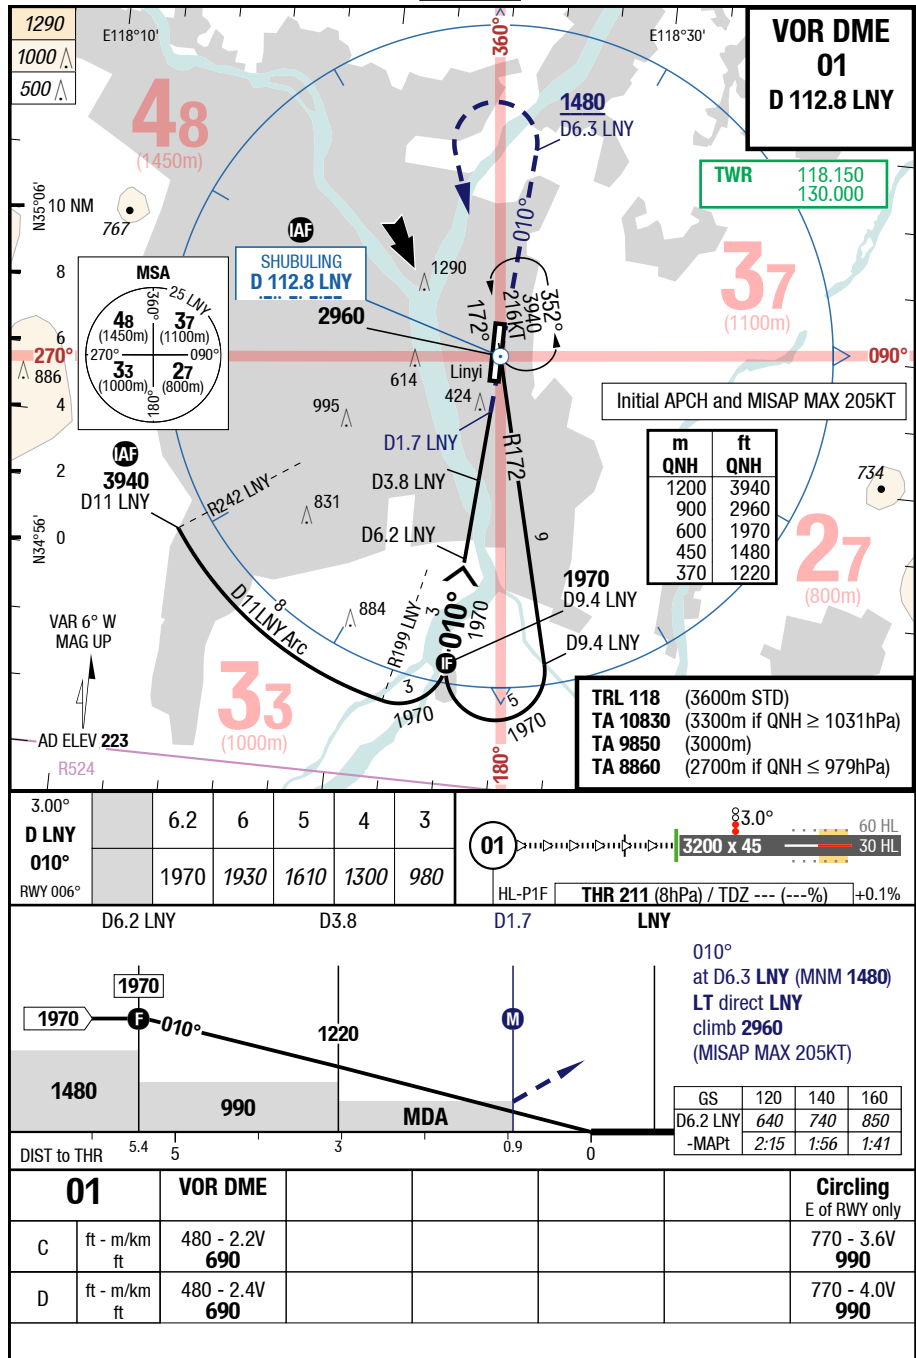 1290
1000
500
E118°10'
360°
E118°30'
VOR DME
01
D 112.8 LNY
48
(1450m)
1480
D6.3 LNY
TWR 118.150
130.000
N35°06'
10 NM
767
IAF
SHUBULING
D 112.8 LNY
1290
010°
37
(1100m)
8
MSA
25 LNY
360°
48
(1450m)
37
(1100m)
270°
090°
33
(1000m)
27
(800m)
180°
2960
172°
216KT
3940
352°
6
270°
090°
886
614
Linyi
424
4
995
Initial APCH and MISAP MAX 205KT
D1.7 LNY
R172
IAF
3940
D11 LNY
2
R242 LNY
D3.8 LNY
m ft
QNH QNH
1200 3940
900 2960
600 1970
450 1480
370 1220
734
831
N34°56'
0
D6.2 LNY
9
27
(800m)
1970
D9.4 LNY
D11LNY Arc
8
884
R199 LNY
3
010°
1970
VAR 6° W
MAG UP
D9.4 LNY
IF
33
(1000m)
3
1970
5
1970
TRL 118 (3600m STD)
TA 10830 (3300m if QNH ≥ 1031hPa)
TA 9850 (3000m)
TA 8860 (2700m if QNH ≤ 979hPa)
AD ELEV 223
R524
180°
3.00°
D LNY
010°
RWY 006°
6.2 6 5 4 3
1970 1930 1610 1300 980
01
3.0°
60 HL
3200 x 45
30 HL
HL-P1F
THR 211 (8hPa) / TDZ --- (---%)
+0.1%
D6.2 LNY D3.8 D1.7 LNY
010°
at D6.3 LNY (MNM 1480)
LT direct LNY
climb 2960
(MISAP MAX 205KT)
1970
1970
F
010°
1220
M
1480
990
MDA
GS 120 140 160
D6.2 LNY 640 740 850
-MAPt 2:15 1:56 1:41
DIST to THR 5.4 5 3 0.9 0
01 VOR DME Circling
E of RWY only
C ft - m/km 480 - 2.2V 770 - 3.6V
ft 690 990
D ft - m/km 480 - 2.4V 770 - 4.0V
ft 690 990